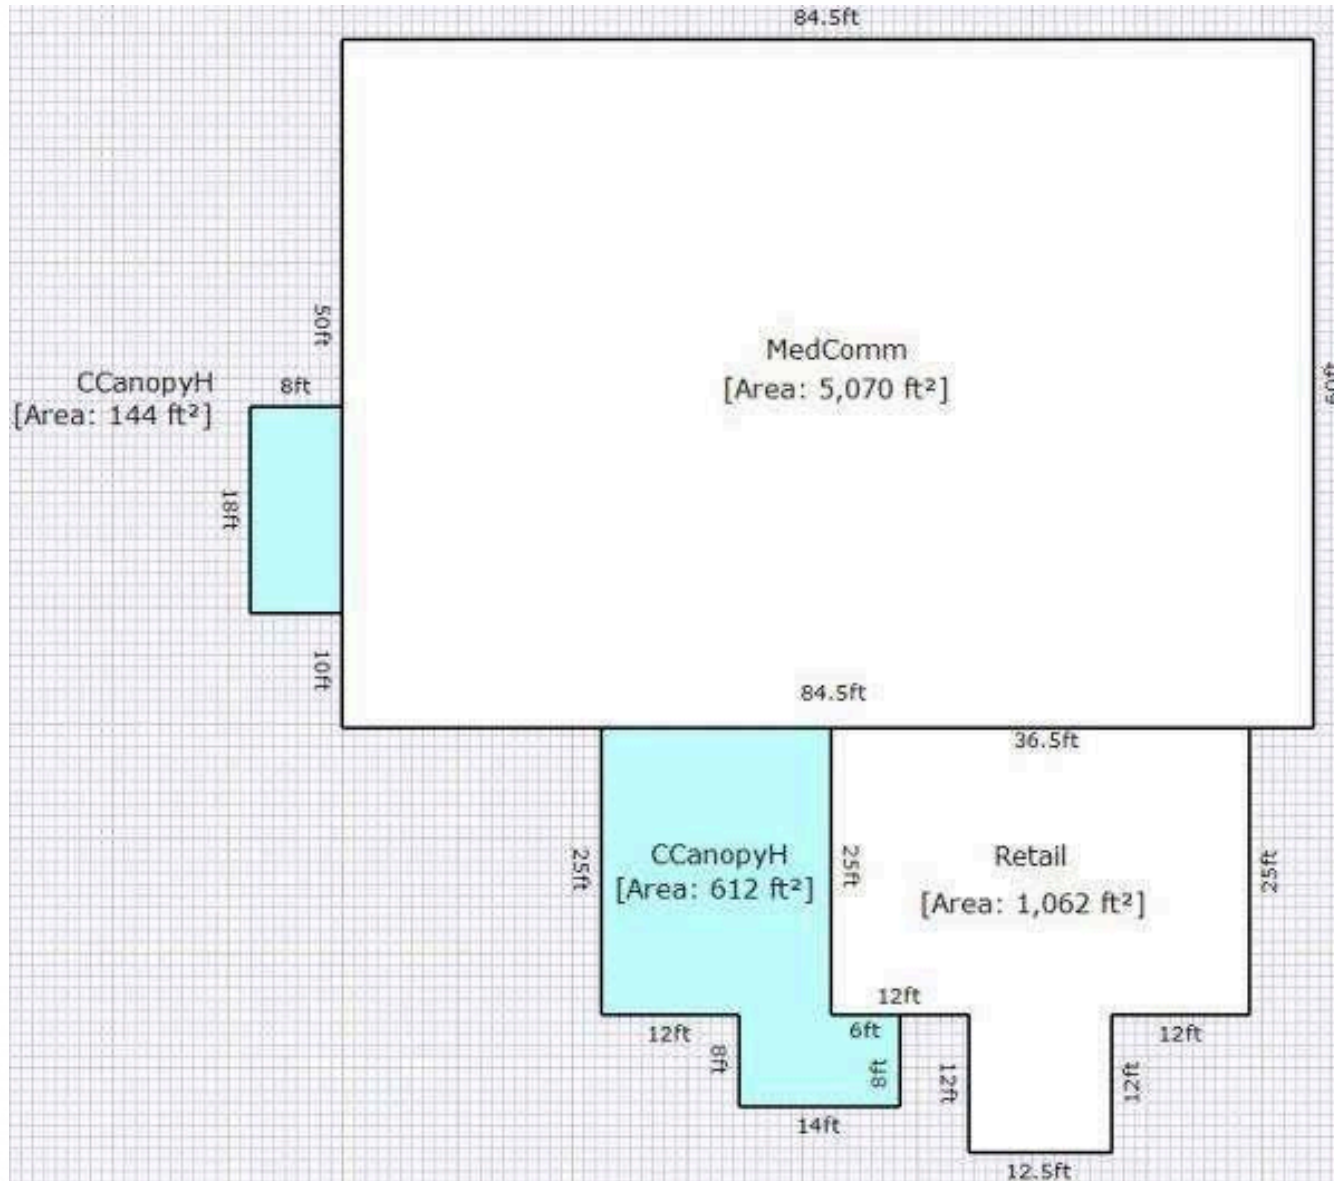 84.5ft
50ft
MedComm
[Area: 5,070 ft²]
CCanopyH
[Area: 144 ft²]
8ft
60ft
18ft
10ft
84.5ft
36.5ft
25ft
CCanopyH
[Area: 612 ft²]
25ft
Retail
[Area: 1,062 ft²]
25ft
12ft
12ft
6ft
12ft
8ft
8ft
12ft
12ft
14ft
12.5ft